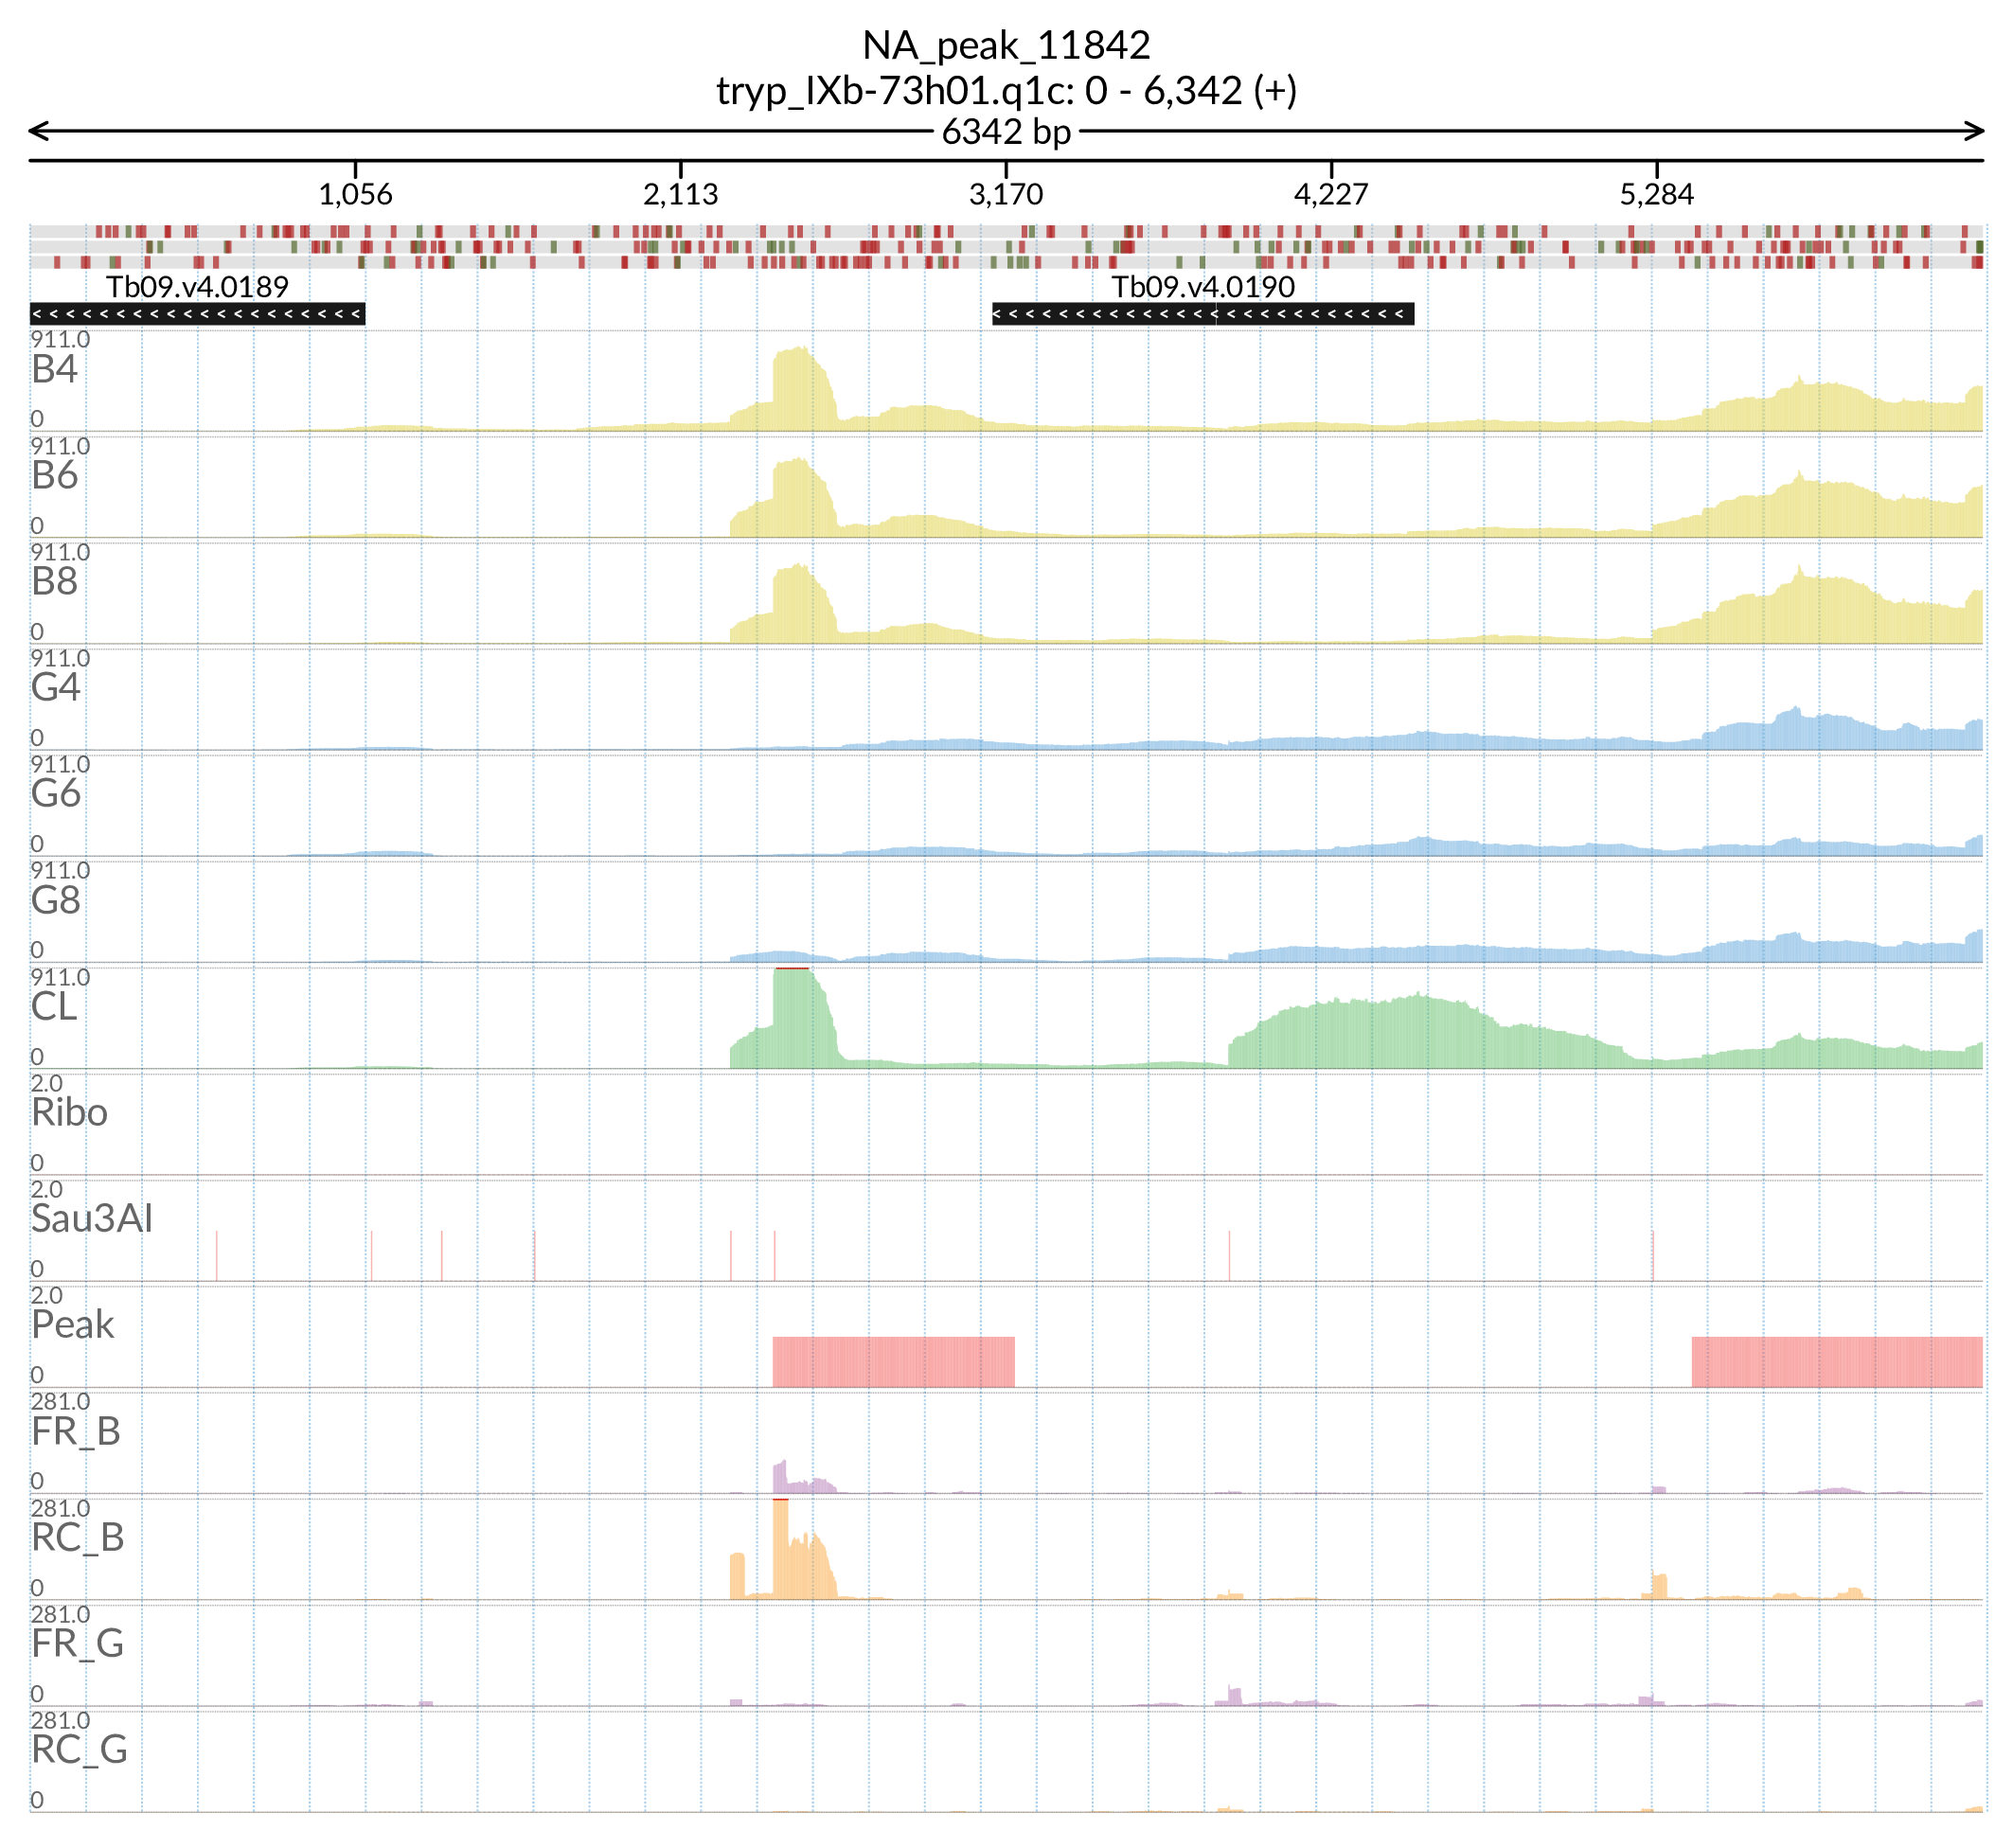 NA_peak_11842
tryp_IXb-73h01.q1c: 0 - 6,342 (+)
6342 bp
1,056 2,113 3,170 4,227 5,284
Tb09.v4.0189 Tb09.v4.0190
911.0
B4
0
911.0
B6
0
911.0
B8
0
911.0
G4
0
911.0
G6
0
911.0
G8
0
911.0
CL
0
2.0
Ribo
0
2.0
Sau3AI
0
2.0
Peak
0
281.0
FR_B
0
281.0
RC_B
0
281.0
FR_G
0
281.0
RC_G
0